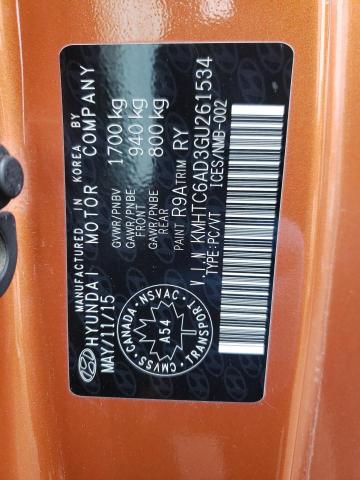 MANUFACTURED IN KOREA BY
HYUNDAI MOTOR COMPANY
MAY/11/15
GVWR/PNBV 1700 kg
GAWR/PNBE FRONT 940 kg
GAWR/PNBE REAR 800 kg
PAINT R9A TRIM RY
V I N KMHTC6AD3GU261534
TYPE:PC/VT ICES/NMB-002
CANADA · NSVAC · TRANSPORT · CMVSS
A54